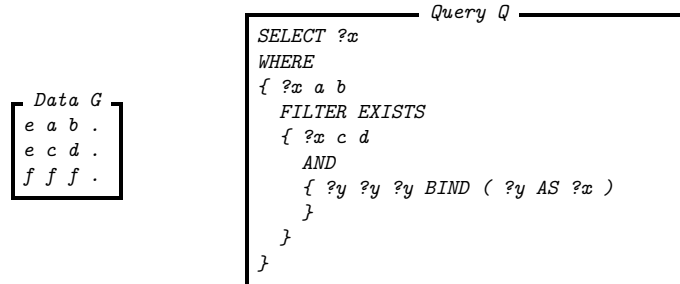 Data G
e a b .
e c d .
f f f .
Query Q
SELECT ?x
WHERE
{ ?x a b
FILTER EXISTS
{ ?x c d
AND
{ ?y ?y ?y BIND ( ?y AS ?x )
}
}
}